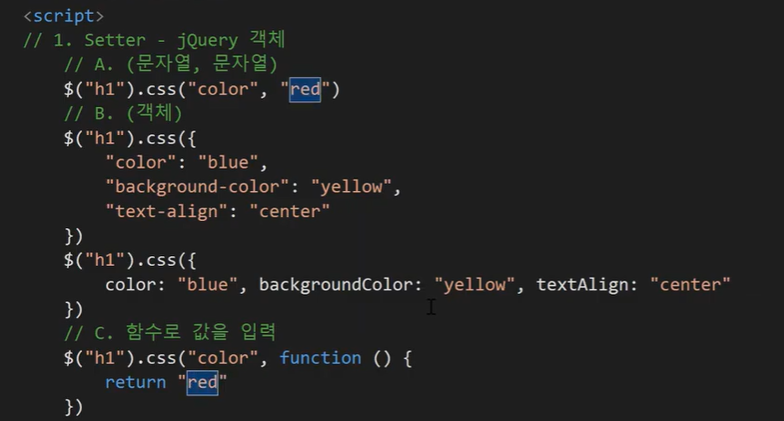 <script>
// 1. Setter - jQuery 객체
// A. (문자열, 문자열)
$("h1").css("color", "red")
// B. (객체)
$("h1").css({
"color": "blue",
"background-color": "yellow",
"text-align": "center"
})
$("h1").css({
color: "blue", backgroundColor: "yellow", textAlign: "center"
})
// C. 함수로 값을 입력
$("h1").css("color", function () {
return "red"
})